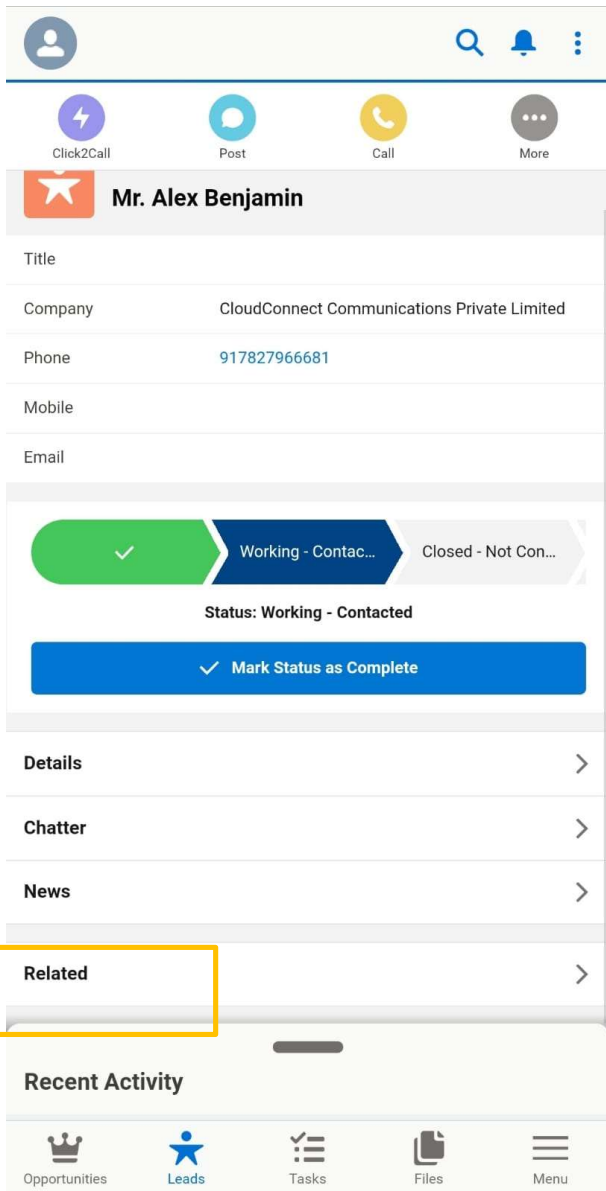 Click2Call Post Call More
Mr. Alex Benjamin
Title
Company CloudConnect Communications Private Limited
Phone 917827966681
Mobile
Email
Working - Contac... Closed - Not Con...
Status: Working - Contacted
Mark Status as Complete
Details
Chatter
News
Related
Recent Activity
Opportunities Leads Tasks Files Menu